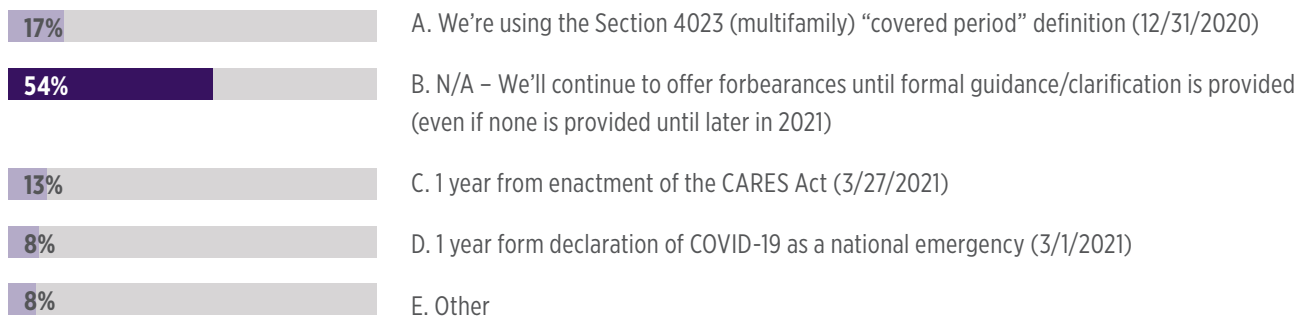 17% A. We’re using the Section 4023 (multifamily) “covered period” definition (12/31/2020)
54% B. N/A – We’ll continue to offer forbearances until formal guidance/clarification is provided
(even if none is provided until later in 2021)
13% C. 1 year from enactment of the CARES Act (3/27/2021)
8% D. 1 year form declaration of COVID-19 as a national emergency (3/1/2021)
8% E. Other